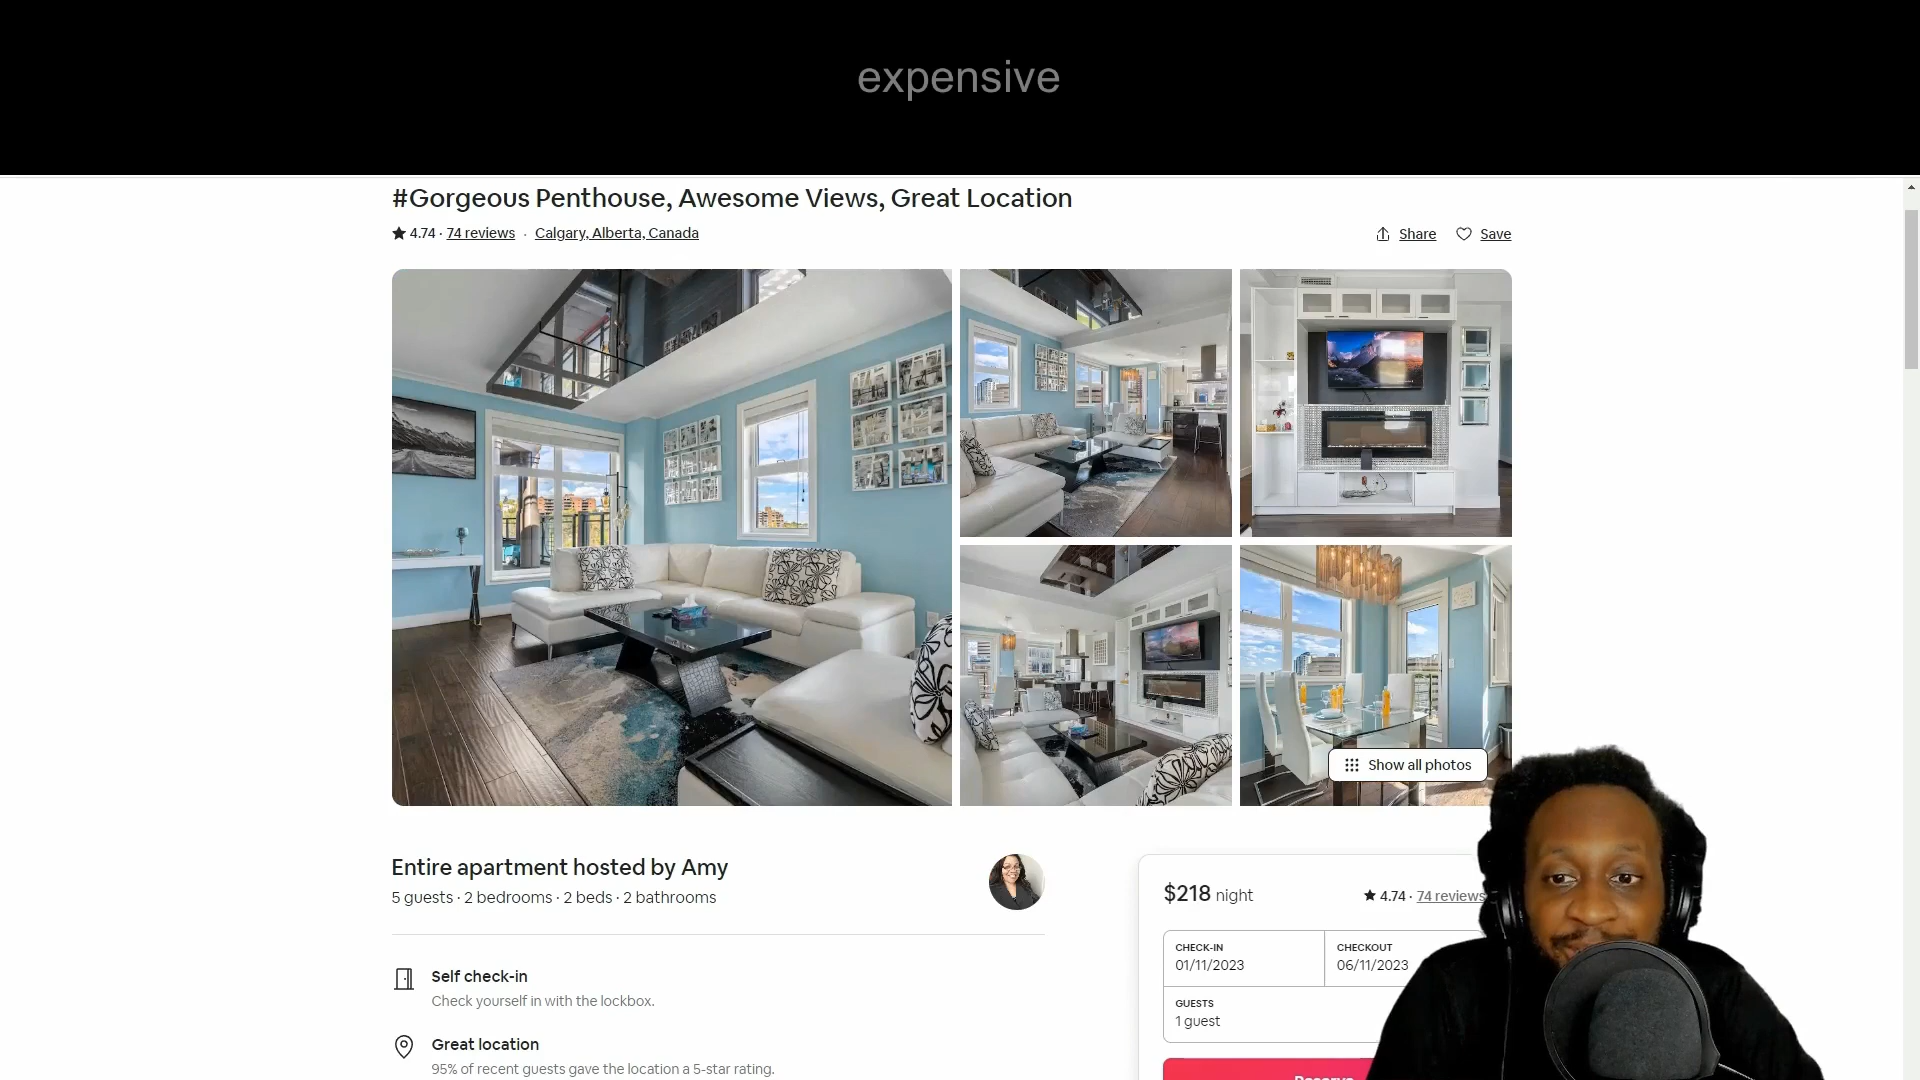 expensive
#Gorgeous Penthouse, Awesome Views, Great Location
4.74 · 74 reviews · Calgary, Alberta, Canada
Share
Save
Show all photos
Entire apartment hosted by Amy
5 guests · 2 bedrooms · 2 beds · 2 bathrooms
$218 night
4.74 · 74 reviews
CHECK-IN
01/11/2023
CHECKOUT
06/11/2023
GUESTS
1 guest
Self check-in
Check yourself in with the lockbox.
Great location
95% of recent guests gave the location a 5-star rating.